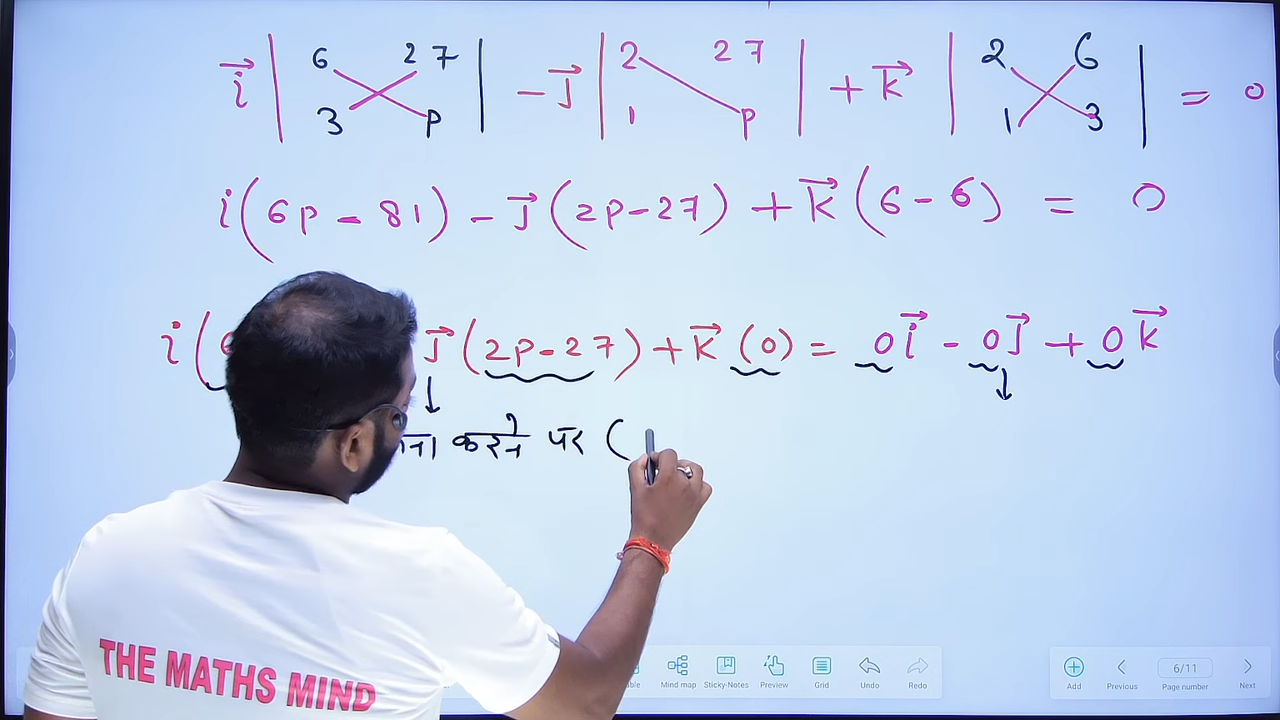 i⃗ | 6 27 | - J⃗ | 2 27 | + K⃗ | 2 6 | = 0
3 p 1 p 1 3
i(6p-81) - J⃗(2p-27) + K⃗(6-6) = 0
i( J⃗(2p-27) + K⃗(0) = 0i⃗ - 0J⃗ + 0K⃗
करने पर (
THE MATHS MIND
Mind map Sticky-Notes Preview Grid Undo Redo
Add Previous 6/11 Page number Next